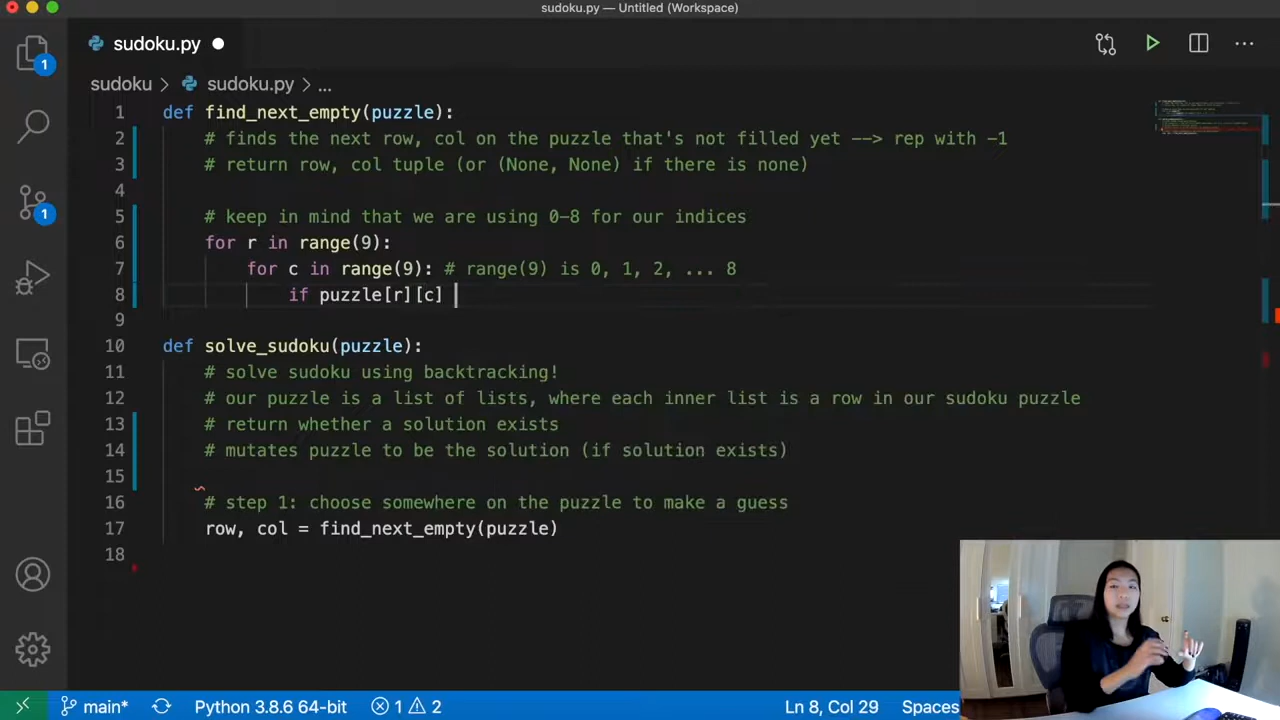 sudoku.py — Untitled (Workspace)
sudoku.py
sudoku > sudoku.py > ...
1 def find_next_empty(puzzle):
2 # finds the next row, col on the puzzle that's not filled yet --> rep with -1
3 # return row, col tuple (or (None, None) if there is none)
4
5 # keep in mind that we are using 0-8 for our indices
6 for r in range(9):
7 for c in range(9): # range(9) is 0, 1, 2, ... 8
8 if puzzle[r][c]
9
10 def solve_sudoku(puzzle):
11 # solve sudoku using backtracking!
12 # our puzzle is a list of lists, where each inner list is a row in our sudoku puzzle
13 # return whether a solution exists
14 # mutates puzzle to be the solution (if solution exists)
15
16 # step 1: choose somewhere on the puzzle to make a guess
17 row, col = find_next_empty(puzzle)
18
1
1
main* Python 3.8.6 64-bit 1 2 Ln 8, Col 29 Spaces